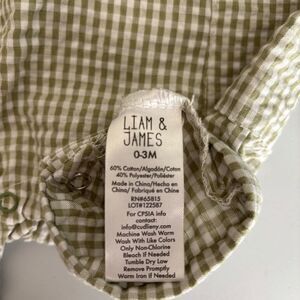 LIAM &
JAMES
0-3M
60% Cotton/Algodón/Coton
40% Polyester/Poliéster
Made in China/Hecho en
China/ Fabriqué en Chine
RN#65815
LOT#122587
For CPSIA info
contact:
info@cudlieny.com
Machine Wash Warm
Wash With Like Colors
Only Non-Chlorine
Bleach If Needed
Tumble Dry Low
Remove Promptly
Warm Iron if Needed